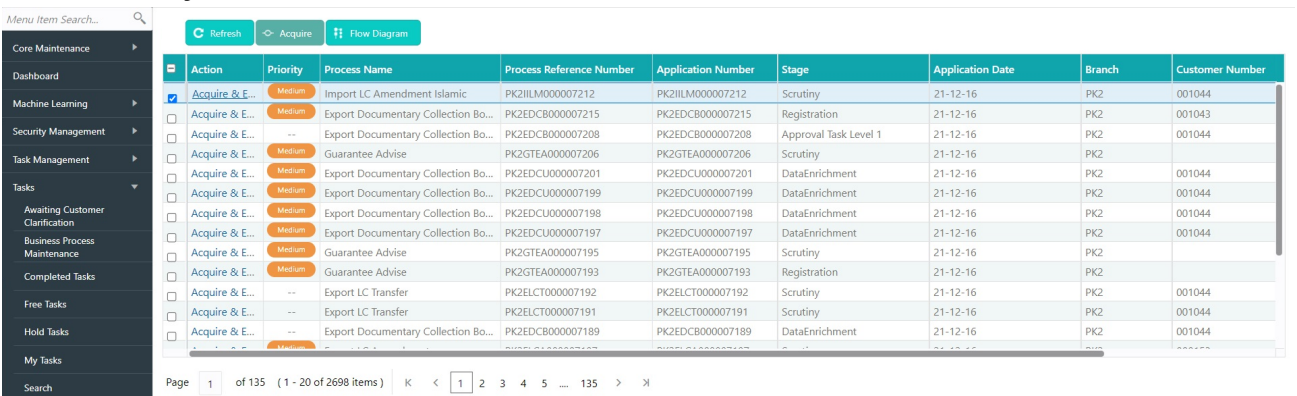 Menu Item Search...
Refresh Acquire Flow Diagram
Core Maintenance
Dashboard
Machine Learning
Security Management
Task Management
Tasks
Awaiting Customer
Clarification
Business Process
Maintenance
Completed Tasks
Free Tasks
Hold Tasks
My Tasks
Search
Action Priority Process Name Process Reference Number Application Number Stage Application Date Branch Customer Number
Acquire & E... Medium Import LC Amendment Islamic PK2IILM000007212 PK2IILM000007212 Scrutiny 21-12-16 PK2 001044
Acquire & E... Medium Export Documentary Collection Bo... PK2EDCB000007215 PK2EDCB000007215 Registration 21-12-16 PK2 001043
Acquire & E... -- Export Documentary Collection Bo... PK2EDCB000007208 PK2EDCB000007208 Approval Task Level 1 21-12-16 PK2 001044
Acquire & E... Medium Guarantee Advise PK2GTEA000007206 PK2GTEA000007206 Scrutiny 21-12-16 PK2
Acquire & E... Medium Export Documentary Collection Bo... PK2EDCU000007201 PK2EDCU000007201 DataEnrichment 21-12-16 PK2 001044
Acquire & E... Medium Export Documentary Collection Bo... PK2EDCU000007199 PK2EDCU000007199 DataEnrichment 21-12-16 PK2 001044
Acquire & E... Medium Export Documentary Collection Bo... PK2EDCU000007198 PK2EDCU000007198 DataEnrichment 21-12-16 PK2 001044
Acquire & E... Medium Export Documentary Collection Bo... PK2EDCU000007197 PK2EDCU000007197 DataEnrichment 21-12-16 PK2 001044
Acquire & E... Medium Guarantee Advise PK2GTEA000007195 PK2GTEA000007195 Scrutiny 21-12-16 PK2
Acquire & E... Medium Guarantee Advise PK2GTEA000007193 PK2GTEA000007193 Registration 21-12-16 PK2
Acquire & E... -- Export LC Transfer PK2ELCT000007192 PK2ELCT000007192 Scrutiny 21-12-16 PK2 001044
Acquire & E... -- Export LC Transfer PK2ELCT000007191 PK2ELCT000007191 Scrutiny 21-12-16 PK2 001044
Acquire & E... -- Export Documentary Collection Bo... PK2EDCB000007189 PK2EDCB000007189 DataEnrichment 21-12-16 PK2 001044
Page 1 of 135 ( 1 - 20 of 2698 items ) 1 2 3 4 5 .... 135